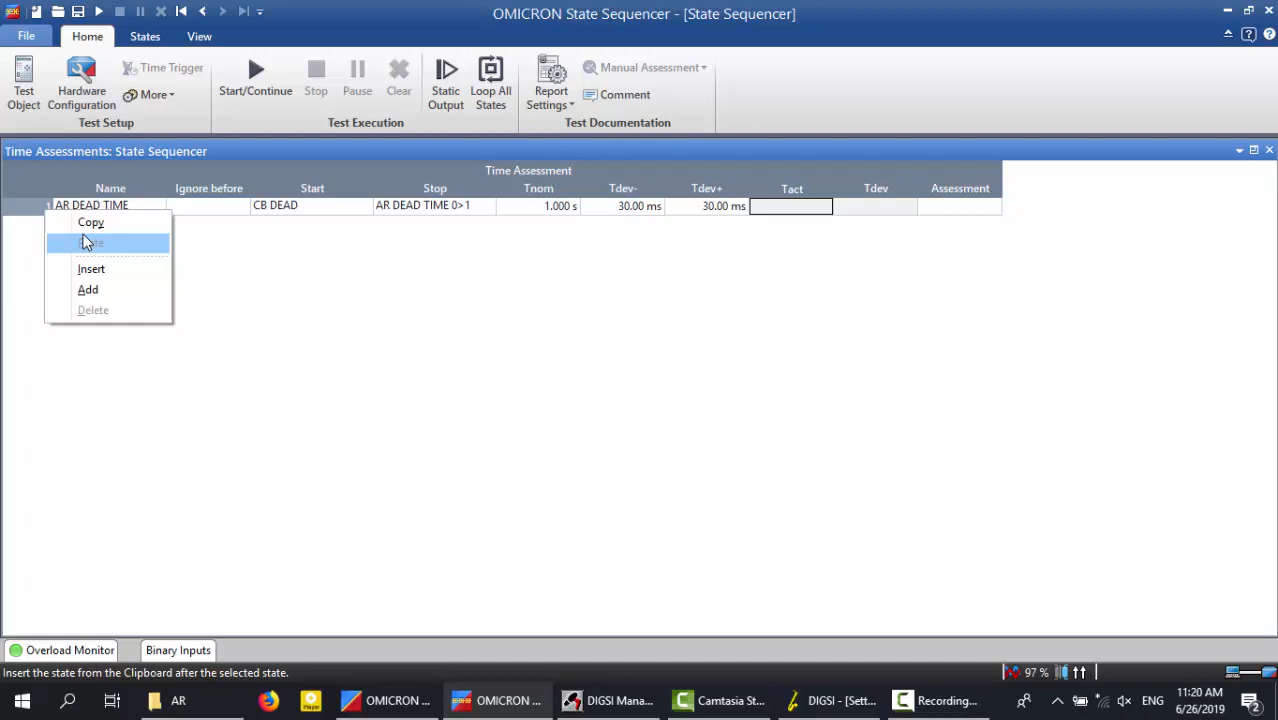 OMICRON State Sequencer - [State Sequencer]
File Home States View
Test Object
Hardware Configuration
Time Trigger
More
Test Setup
Start/Continue
Stop
Pause
Clear
Static Output
Loop All States
Test Execution
Report Settings
Manual Assessment
Comment
Test Documentation
Time Assessments: State Sequencer
Time Assessment
Name Ignore before Start Stop Tnom Tdev- Tdev+ Tact Tdev Assessment
1 AR DEAD TIME CB DEAD AR DEAD TIME 0>1 1.000 s 30.00 ms 30.00 ms
Copy
Insert
Add
Delete
Overload Monitor Binary Inputs
Insert the state from the Clipboard after the selected state.
97 %
AR
OMICRON ...
OMICRON ...
DIGSI Mana...
Camtasia St...
DIGSI - [Sett...
Recording...
ENG
11:20 AM
6/26/2019
2